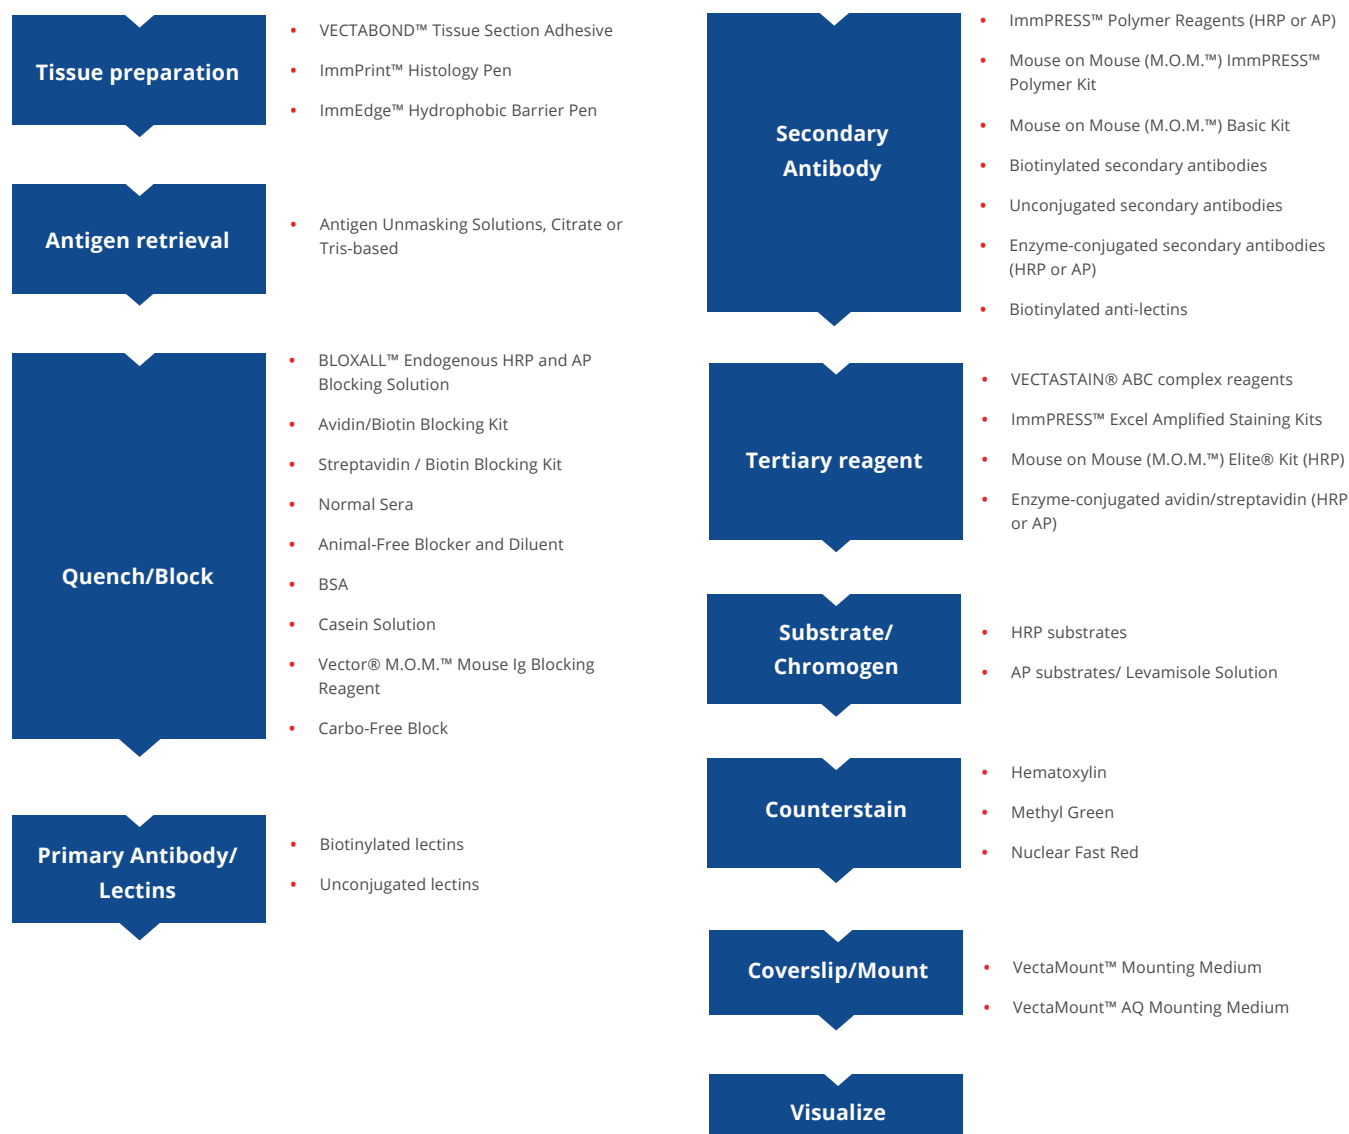 Tissue preparation
• VECTABOND™ Tissue Section Adhesive
• ImmPrint™ Histology Pen
• ImmEdge™ Hydrophobic Barrier Pen
Antigen retrieval
• Antigen Unmasking Solutions, Citrate or
Tris-based
Quench/Block
• BLOXALL™ Endogenous HRP and AP
Blocking Solution
• Avidin/Biotin Blocking Kit
• Streptavidin / Biotin Blocking Kit
• Normal Sera
• Animal-Free Blocker and Diluent
• BSA
• Casein Solution
• Vector® M.O.M.™ Mouse Ig Blocking
Reagent
• Carbo-Free Block
Primary Antibody/
Lectins
• Biotinylated lectins
• Unconjugated lectins
Secondary
Antibody
• ImmPRESS™ Polymer Reagents (HRP or AP)
• Mouse on Mouse (M.O.M.™) ImmPRESS™
Polymer Kit
• Mouse on Mouse (M.O.M.™) Basic Kit
• Biotinylated secondary antibodies
• Unconjugated secondary antibodies
• Enzyme-conjugated secondary antibodies
(HRP or AP)
• Biotinylated anti-lectins
Tertiary reagent
• VECTASTAIN® ABC complex reagents
• ImmPRESS™ Excel Amplified Staining Kits
• Mouse on Mouse (M.O.M.™) Elite® Kit (HRP)
• Enzyme-conjugated avidin/streptavidin (HRP
or AP)
Substrate/
Chromogen
• HRP substrates
• AP substrates/ Levamisole Solution
Counterstain
• Hematoxylin
• Methyl Green
• Nuclear Fast Red
Coverslip/Mount
• VectaMount™ Mounting Medium
• VectaMount™ AQ Mounting Medium
Visualize